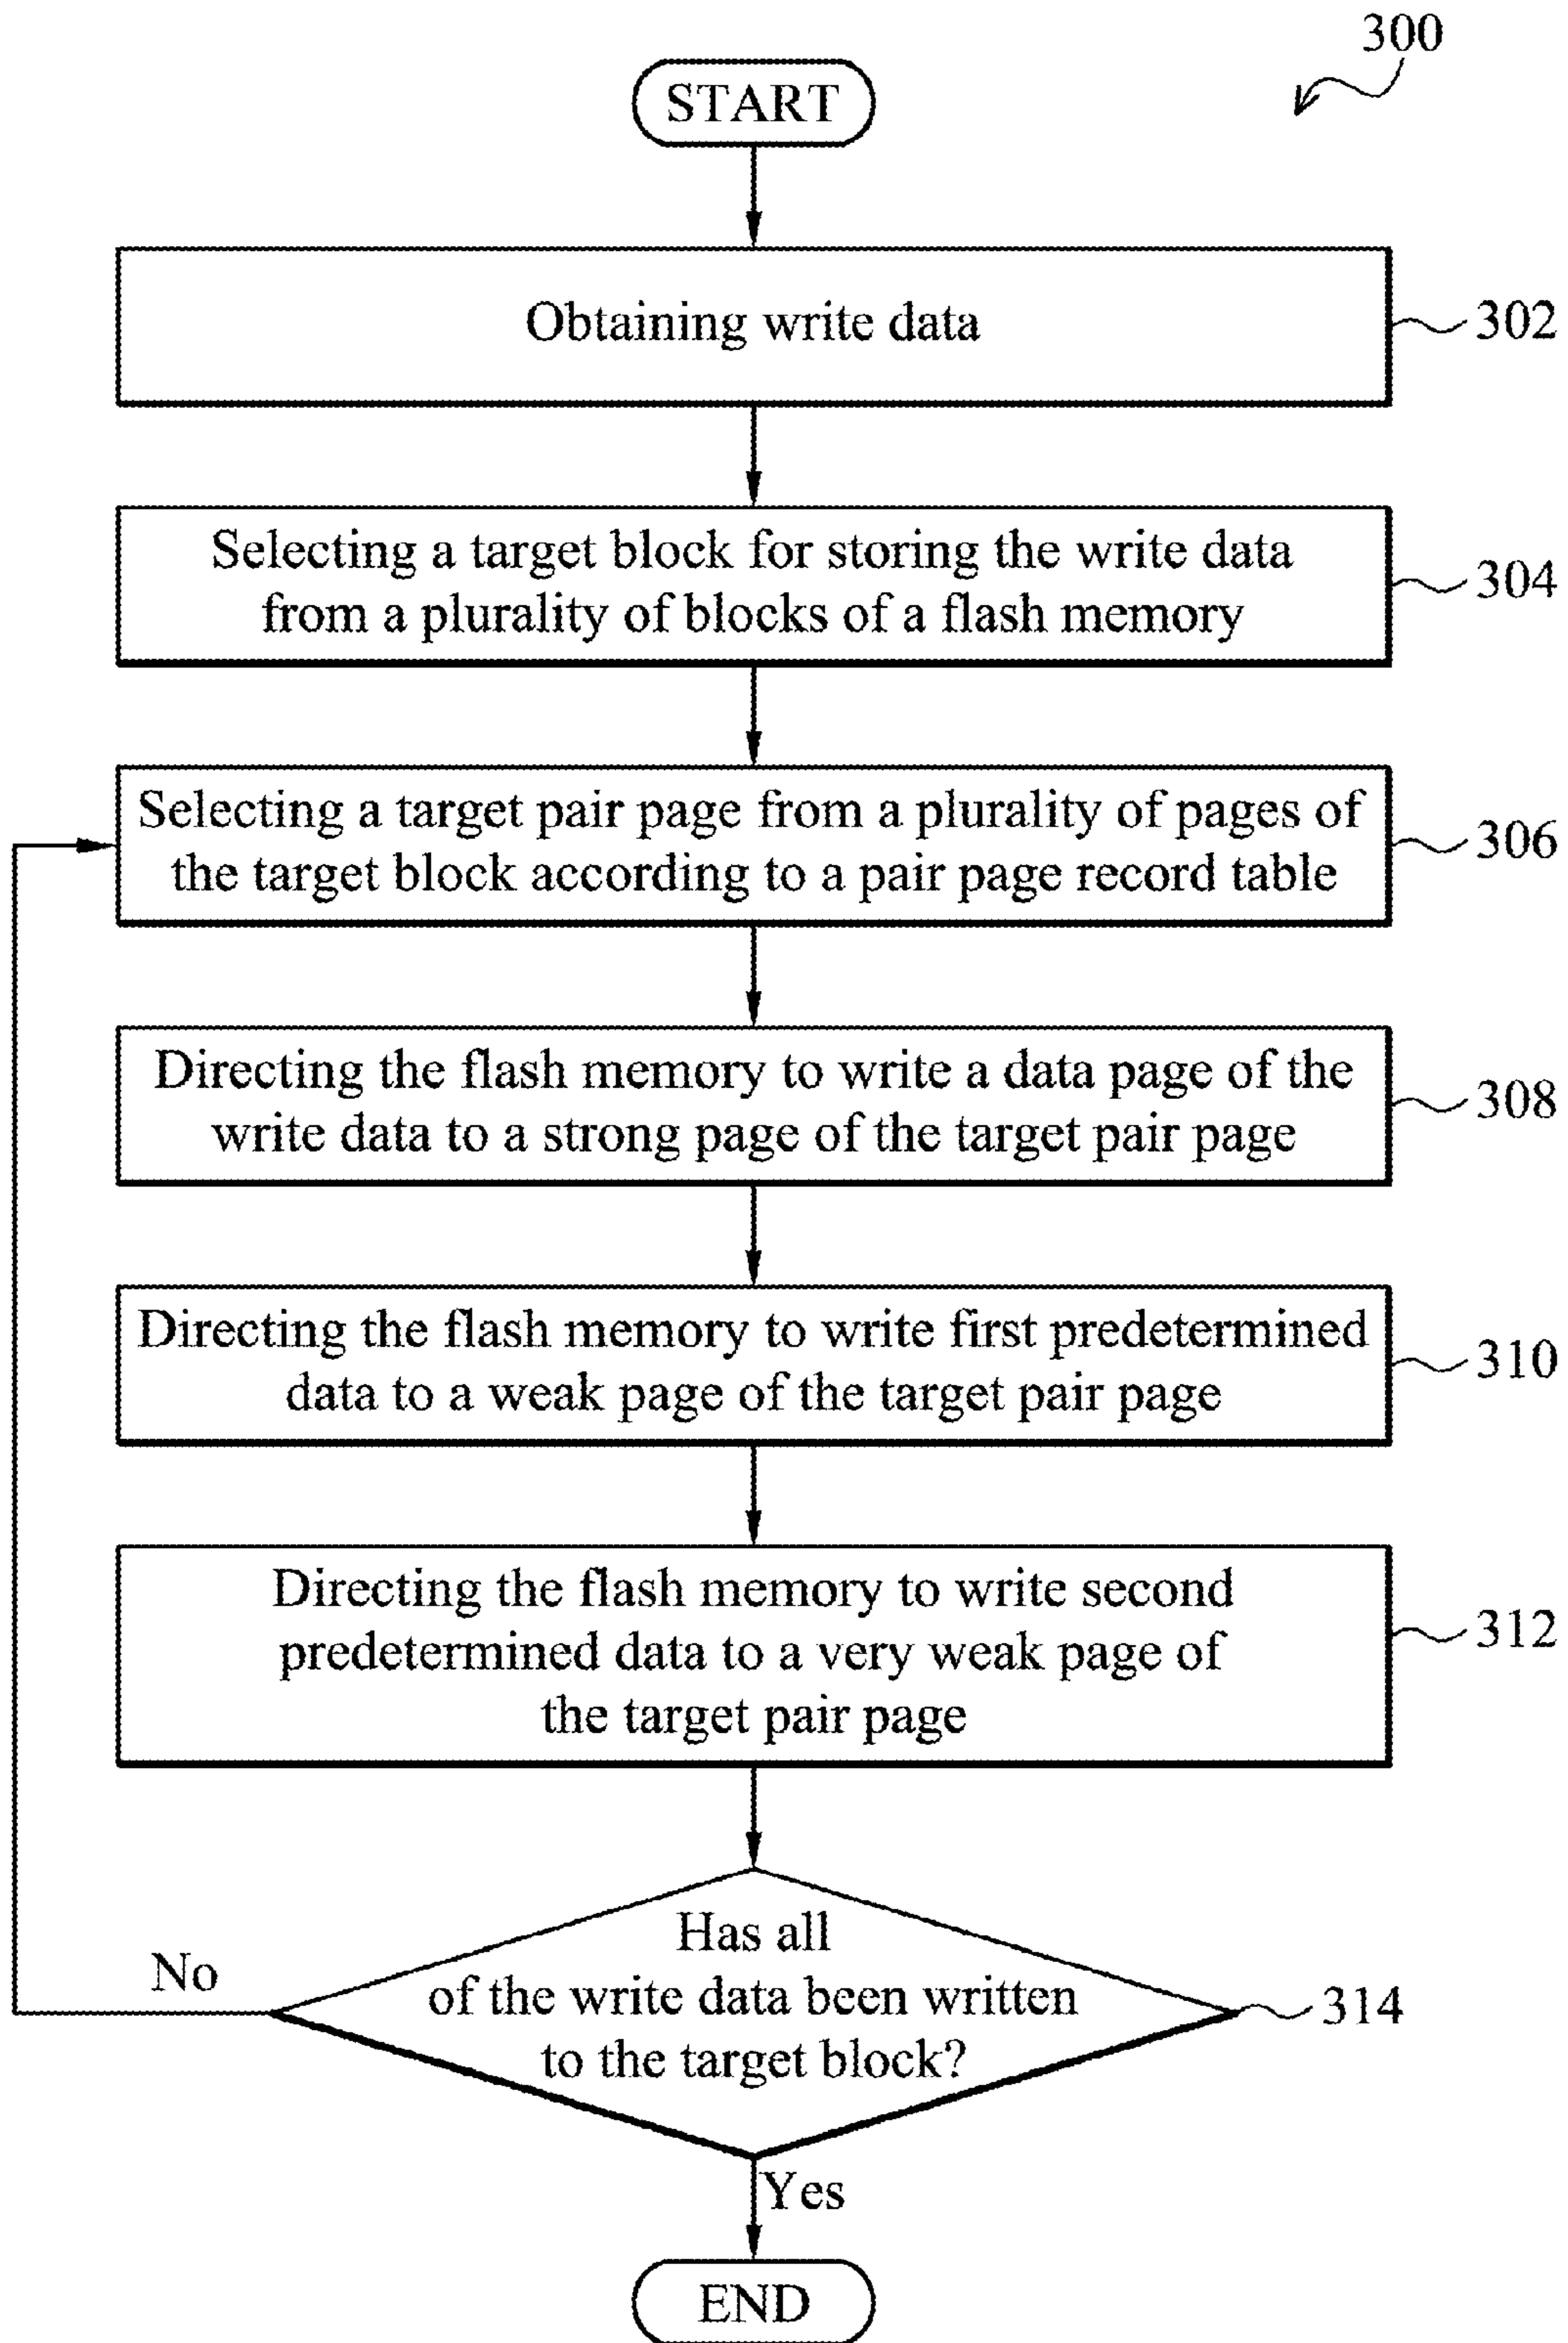 300
START
Obtaining write data
302
Selecting a target block for storing the write data
from a plurality of blocks of a flash memory
304
Selecting a target pair page from a plurality of pages of
the target block according to a pair page record table
306
Directing the flash memory to write a data page of the
write data to a strong page of the target pair page
308
Directing the flash memory to write first predetermined
data to a weak page of the target pair page
310
Directing the flash memory to write second
predetermined data to a very weak page of
the target pair page
312
Has all
of the write data been written
to the target block?
314
No
Yes
END